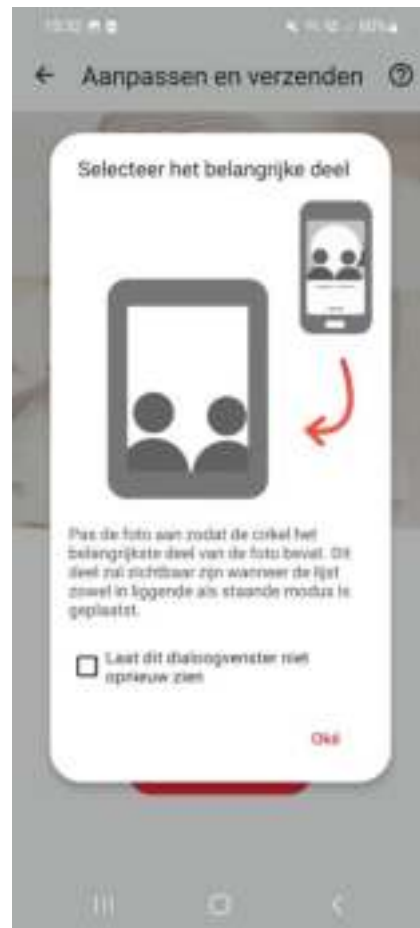 Aanpassen en verzenden
Selecteer het belangrijke deel
Pas de foto aan zodat de cirkel het
belangrijkste deel van de foto bevat. Dit
deel zal zichtbaar zijn wanneer de lijst
zowel in liggende als staande modus is
geplaatst.
Laat dit dialoogvenster niet
opnieuw zien
Oké